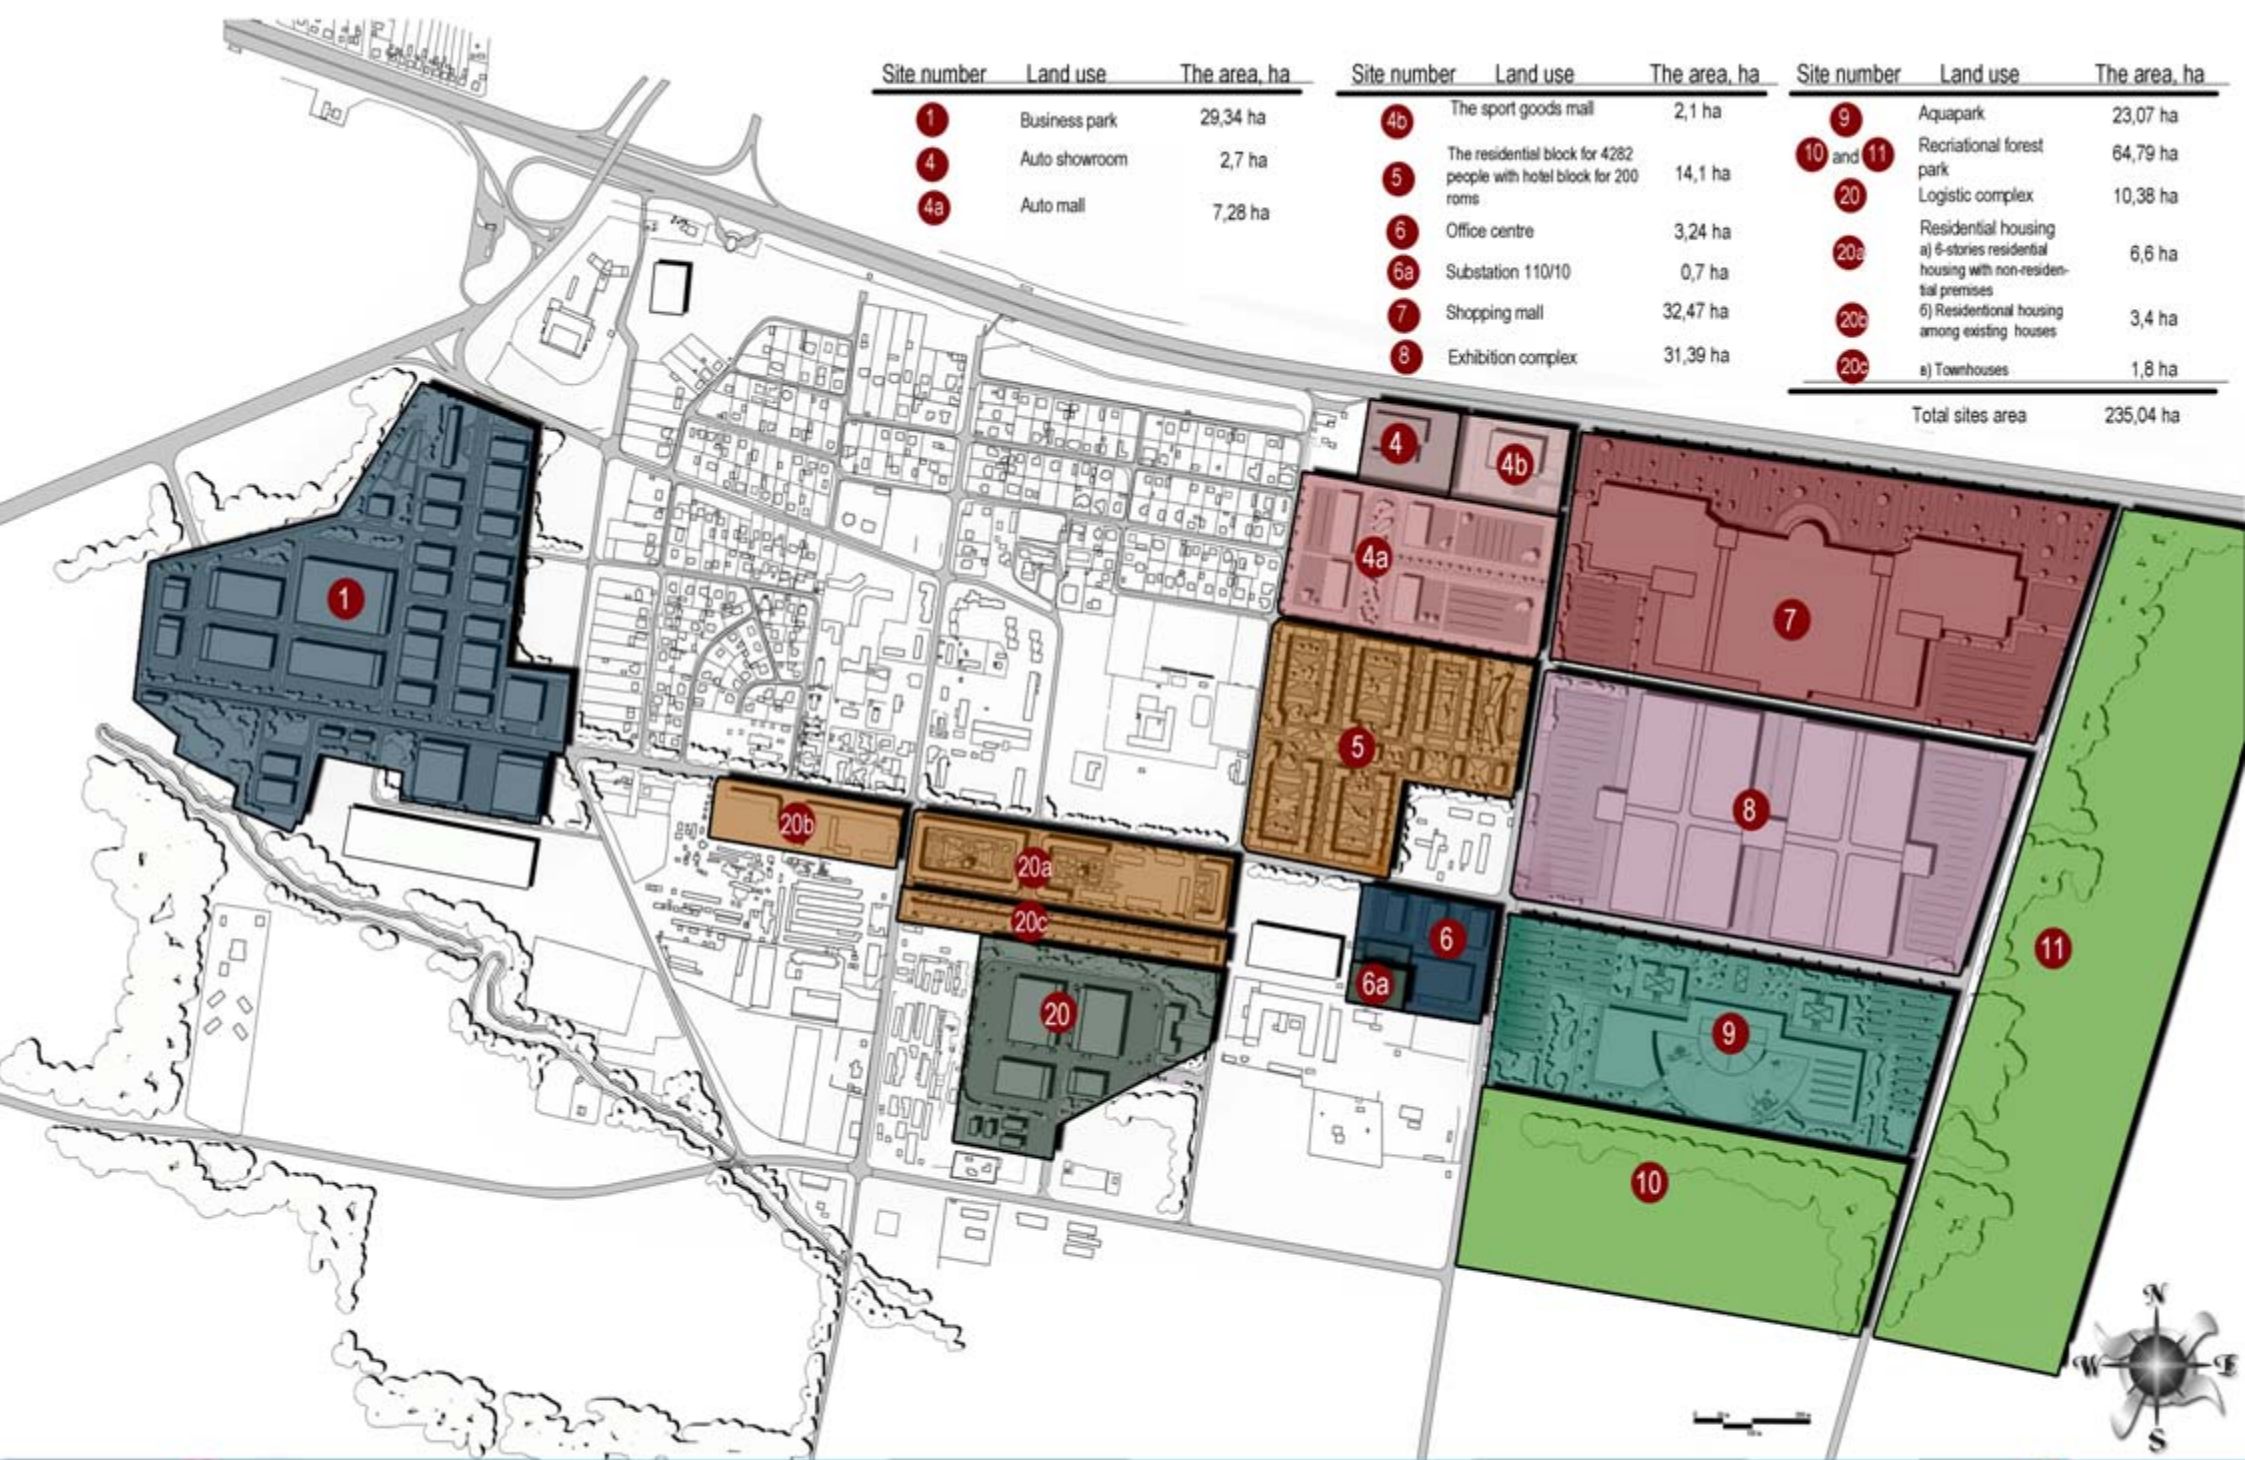 Site number Land use The area, ha
1 Business park 29,34 ha
4 Auto showroom 2,7 ha
4a Auto mall 7,28 ha
Site number Land use The area, ha
4b The sport goods mall 2,1 ha
The residential block for 4282
5 people with hotel block for 200 14,1 ha
roms
6 Office centre 3,24 ha
6a Substation 110/10 0,7 ha
7 Shopping mall 32,47 ha
8 Exhibition complex 31,39 ha
Site number Land use The area, ha
9 Aquapark 23,07 ha
10 and 11 Recriational forest 64,79 ha
park
20 Logistic complex 10,38 ha
Residential housing
20a a) 6-stories residential 6,6 ha
housing with non-residen-
tial premises
20b б) Residentional housing 3,4 ha
among existing houses
20c в) Townhouses 1,8 ha
Total sites area 235,04 ha
4
4b
4a
7
1
5
8
20b
20a
20c
6
6a
11
20
9
10
N
W E
S